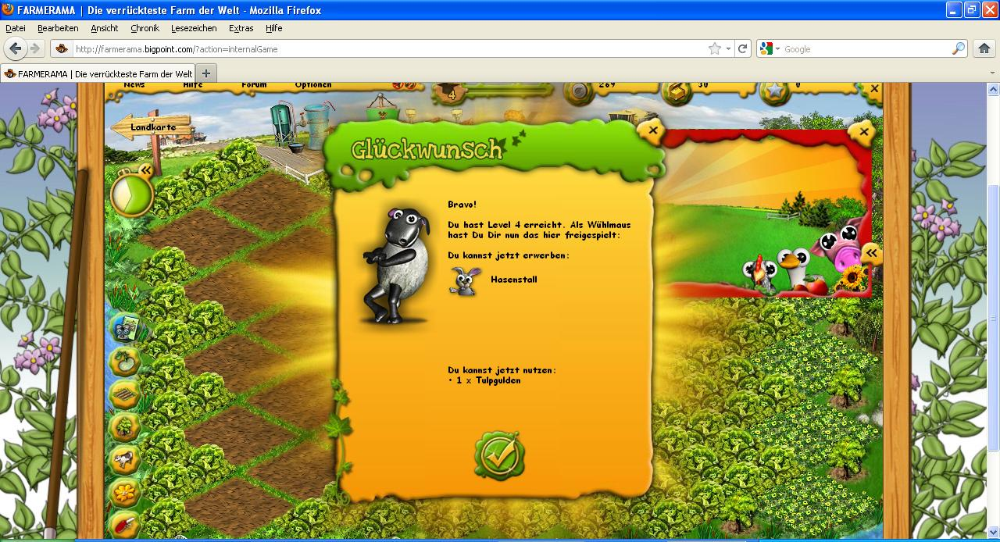 FARMERAMA | Die verrückteste Farm der Welt - Mozilla Firefox
Datei Bearbeiten Ansicht Chronik Lesezeichen Extras Hilfe
http://farmerama.bigpoint.com/?action=internalGame
Google
FARMERAMA | Die verrückteste Farm der Welt
News Hilfe Forum Optionen
4
269
30
0
Landkarte
Glückwunsch
Bravo!
Du hast Level 4 erreicht. Als Wühlmaus
hast Du Dir nun das hier freigespielt:
Du kannst jetzt erwerben:
Hasenstall
Du kannst jetzt nutzen:
• 1 x Tulpgulden